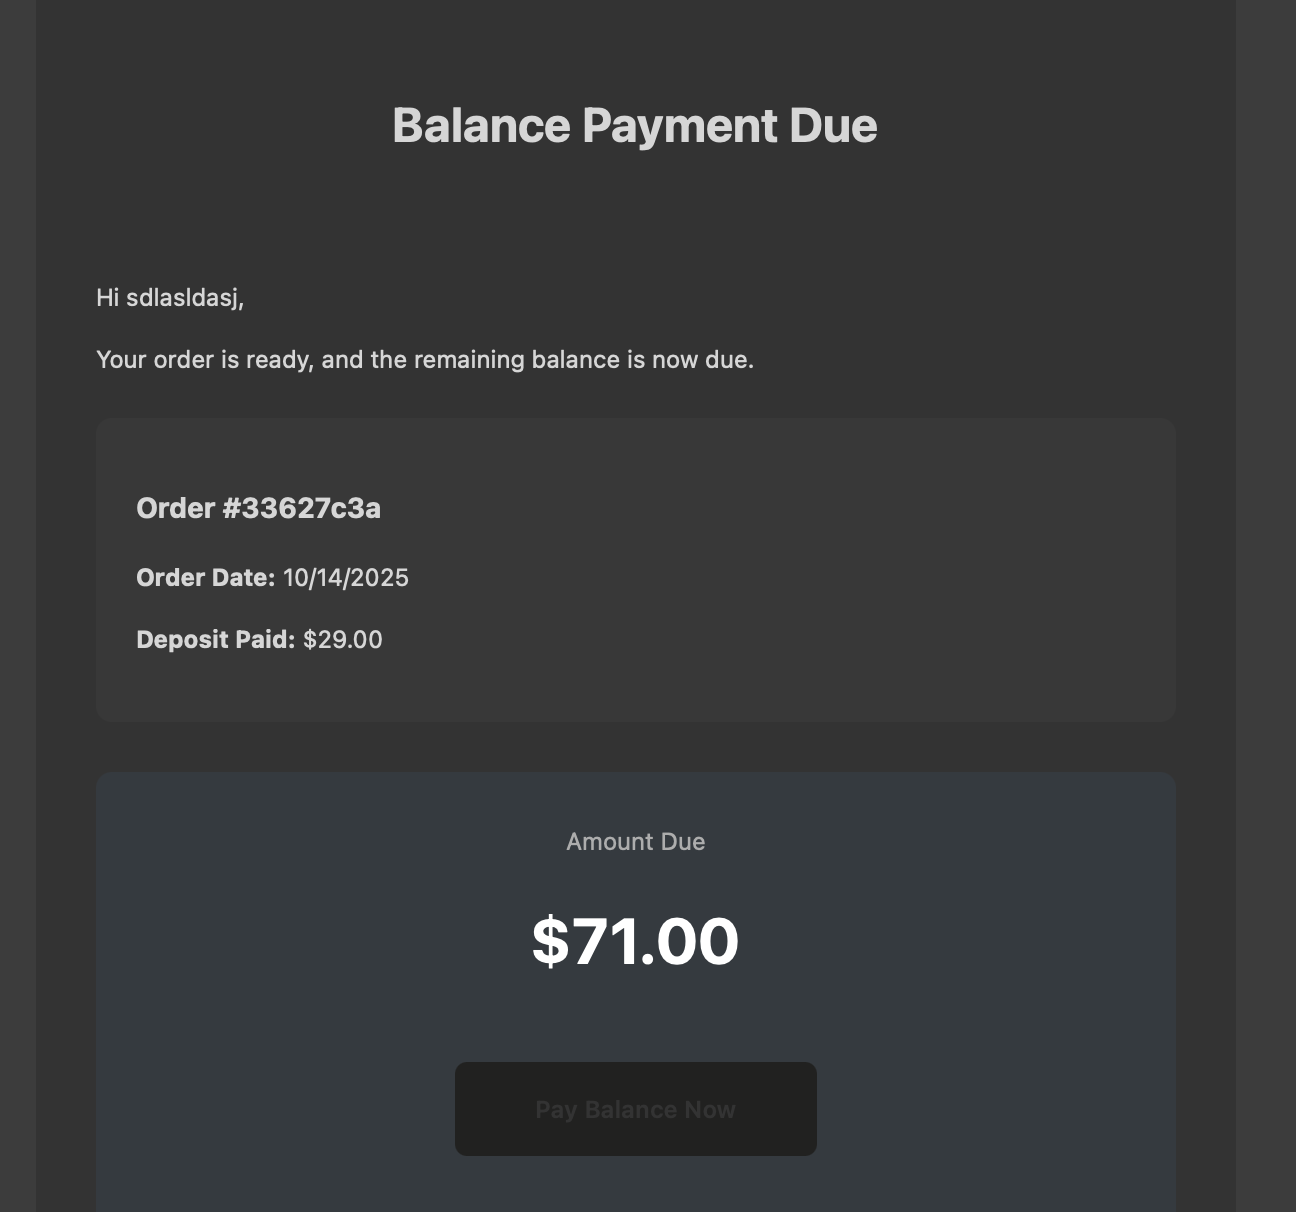 Balance Payment Due
Hi sdlasldasj,
Your order is ready, and the remaining balance is now due.
Order #33627c3a
Order Date: 10/14/2025
Deposit Paid: $29.00
Amount Due
$71.00
Pay Balance Now